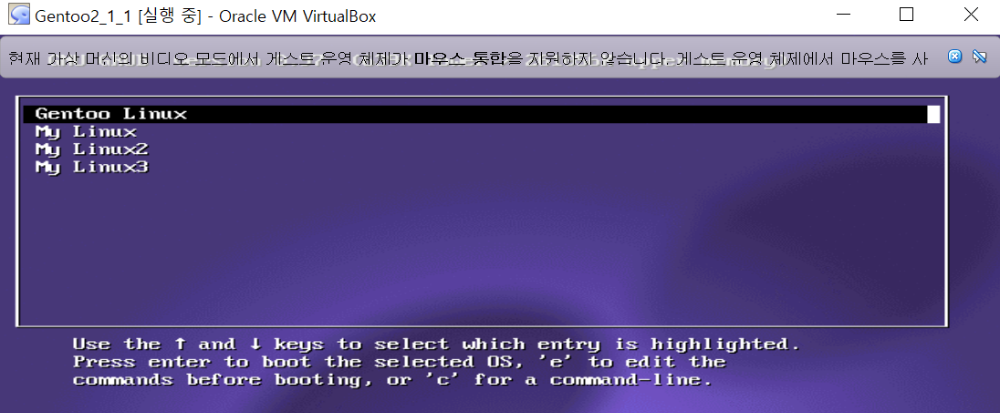 Gentoo2_1_1 [실행 중] - Oracle VM VirtualBox
현재 가상 머신의 비디오 모드에서 게스트 운영 체제가 마우스 통합을 지원하지 않습니다. 게스트 운영 체제에서 마우스를 사
Gentoo Linux
My Linux
My Linux2
My Linux3
Use the ↑ and ↓ keys to select which entry is highlighted.
Press enter to boot the selected OS, 'e' to edit the
commands before booting, or 'c' for a command-line.